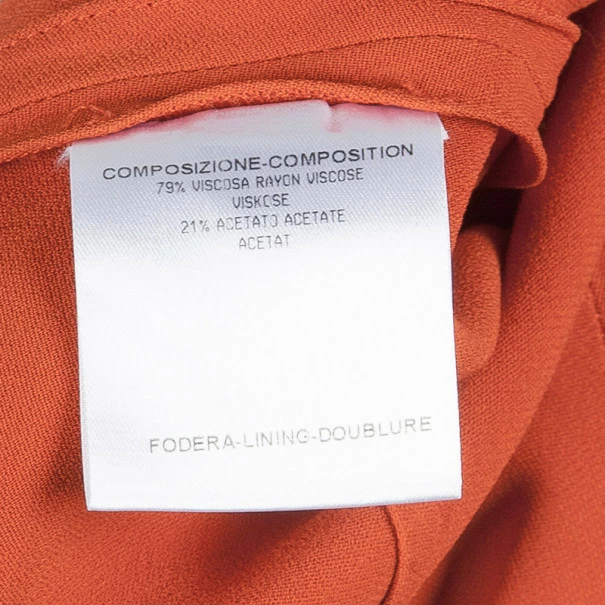 COMPOSIZIONE-COMPOSITION
79% VISCOSA RAYON VISCOSE
VISKOSE
21% ACETATO ACETATE
ACETAT
FODERA-LINING-DOUBLURE